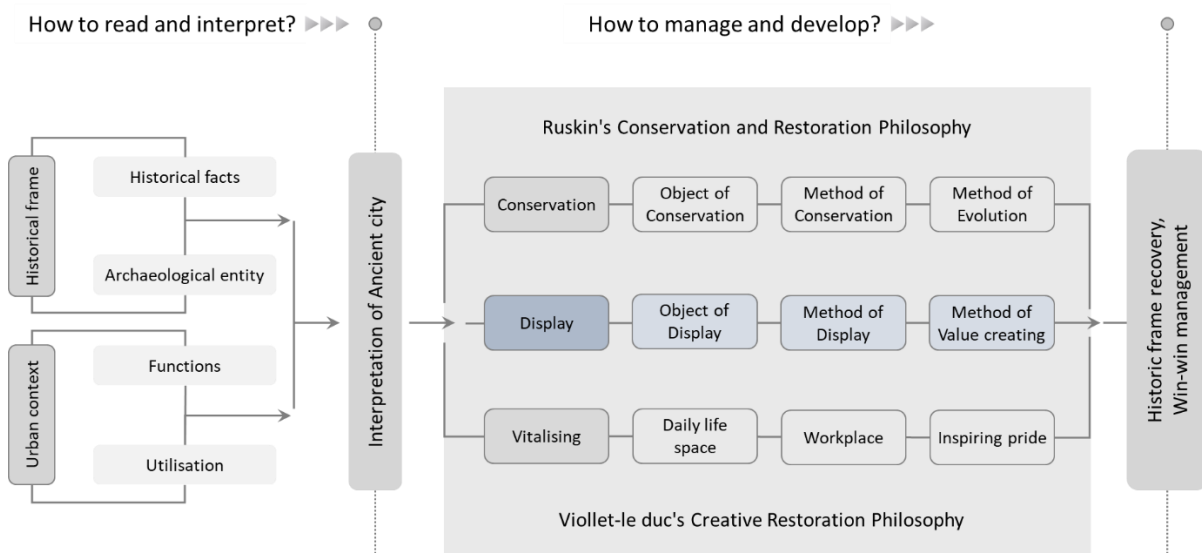 How to read and interpret?
How to manage and develop?
Historical frame
Historical facts
Archaeological entity
Urban context
Functions
Utilisation
Interpretation of Ancient city
Ruskin's Conservation and Restoration Philosophy
Conservation
Object of
Conservation
Method of
Conservation
Method of
Evolution
Display
Object of
Display
Method of
Display
Method of
Value creating
Vitalising
Daily life
space
Workplace
Inspiring pride
Viollet-le duc's Creative Restoration Philosophy
Historic frame recovery,
Win-win management